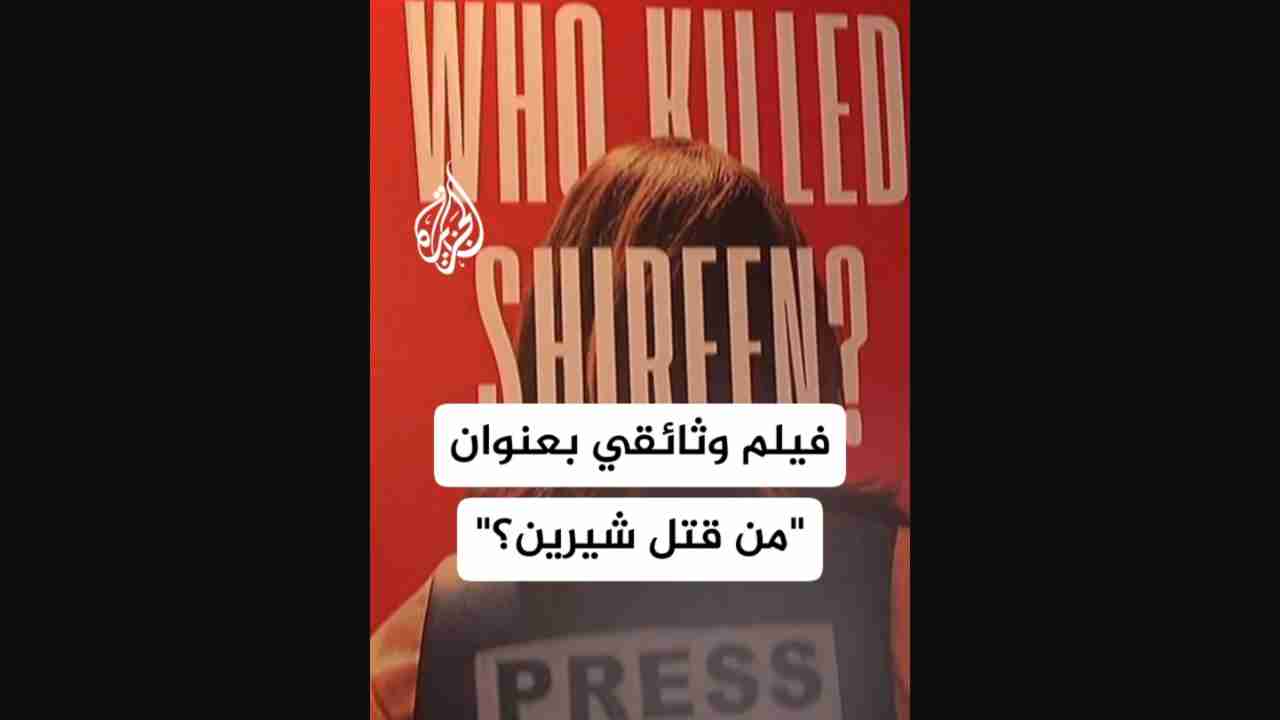 WHO KILLED
SHIREEN?
الجزيرة
فيلم وثائقي بعنوان
"من قتل شيرين؟"
PRESS